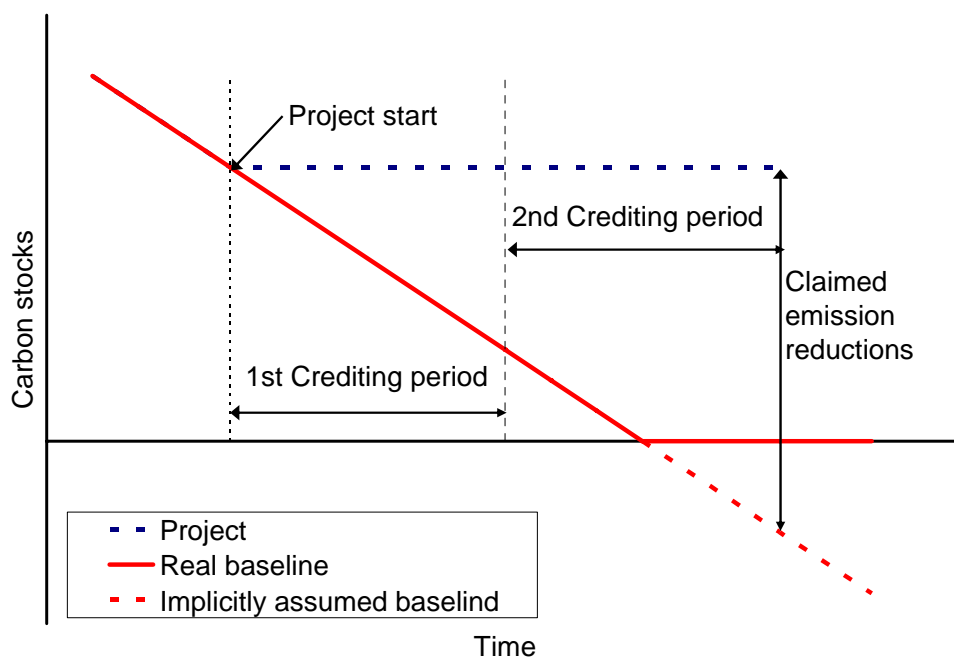 Project start
2nd Crediting period
Claimed
emission
reductions
1st Crediting period
Carbon stocks
Project
Real baseline
Implicitly assumed baselind
Time